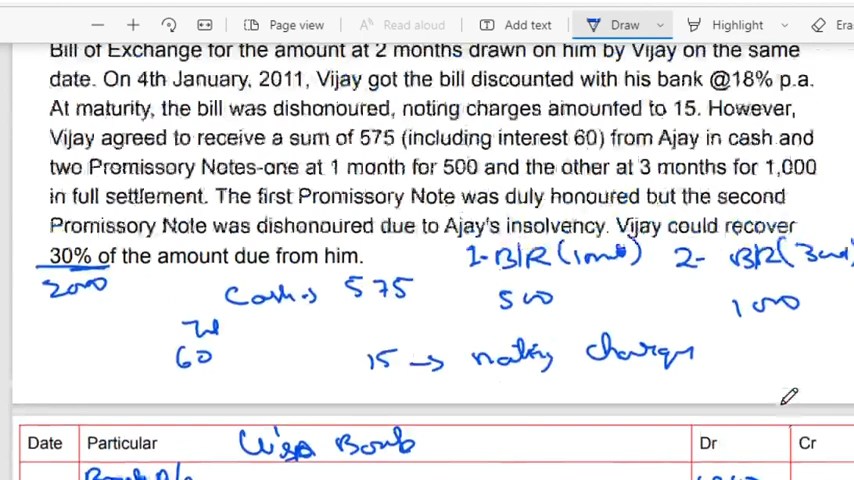 Page view Read aloud Add text Draw Highlight Era
Bill of Exchange for the amount at 2 months drawn on him by Vijay on the same
date. On 4th January, 2011, Vijay got the bill discounted with his bank @18% p.a.
At maturity, the bill was dishonoured, noting charges amounted to 15. However,
Vijay agreed to receive a sum of 575 (including interest 60) from Ajay in cash and
two Promissory Notes-one at 1 month for 500 and the other at 3 months for 1,000
in full settlement. The first Promissory Note was duly honoured but the second
Promissory Note was dishonoured due to Ajay's insolvency. Vijay could recover
30% of the amount due from him.
1- B/R (1 2- B/R (3
2000 Cash → 575 500 1000
60 15 → noting charges
Date Particular Dr Cr